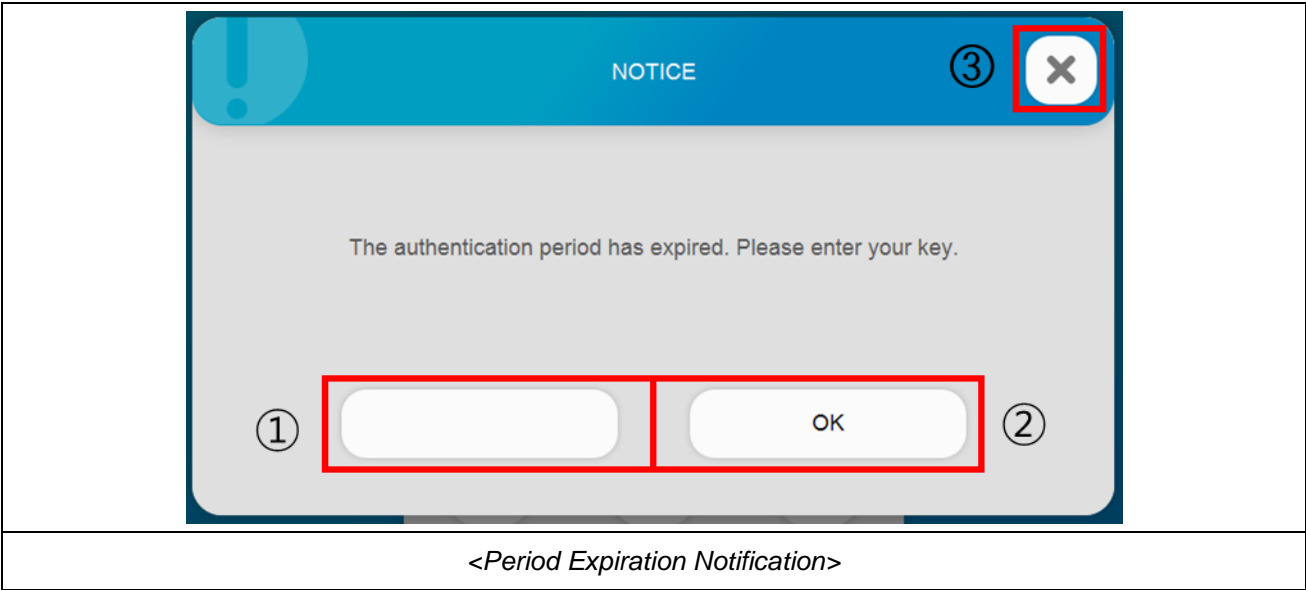 NOTICE
③
The authentication period has expired. Please enter your key.
①
OK
②
<Period Expiration Notification>